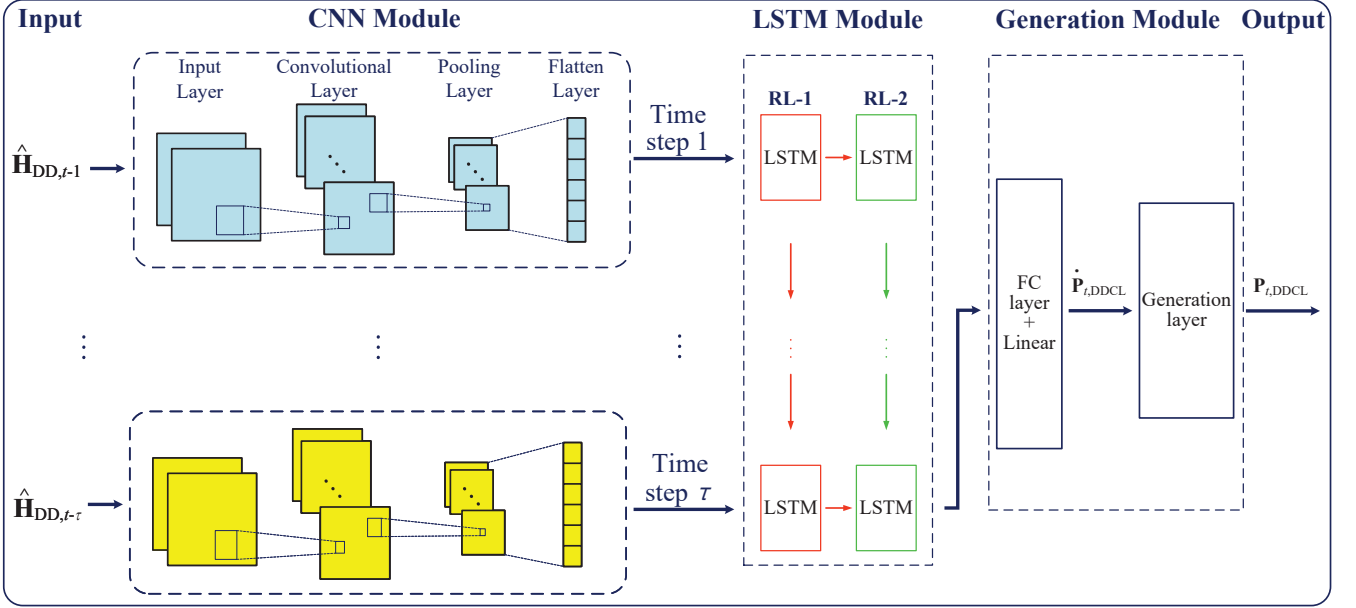 Input
CNN Module
LSTM Module
Generation Module
Output
Input
Layer
Convolutional
Layer
Pooling
Layer
Flatten
Layer
Ĥ_DD,t-1
Time
step 1
RL-1
RL-2
LSTM
LSTM
FC
layer
+
Linear
Ṗ_t,DDCL
Generation
layer
P_t,DDCL
Ĥ_DD,t-τ
Time
step τ
LSTM
LSTM